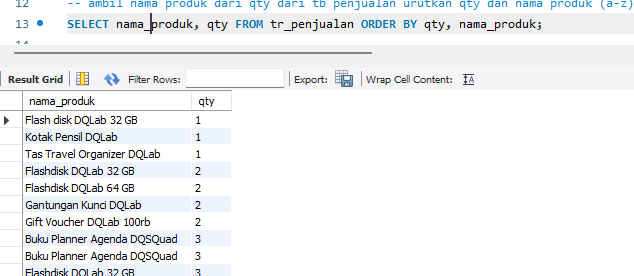 12 -- ambil nama produk dari qty dari tb penjualan urutkan qty dan nama produk (a-z)
13 SELECT nama_produk, qty FROM tr_penjualan ORDER BY qty, nama_produk;
14
Result Grid Filter Rows: Export: Wrap Cell Content:
nama_produk qty
Flash disk DQLab 32 GB 1
Kotak Pensil DQLab 1
Tas Travel Organizer DQLab 1
Flashdisk DQLab 32 GB 2
Flashdisk DQLab 64 GB 2
Gantungan Kunci DQLab 2
Gift Voucher DQLab 100rb 2
Buku Planner Agenda DQSQuad 3
Buku Planner Agenda DQSQuad 3
Flashdisk DQLab 32 GB 3